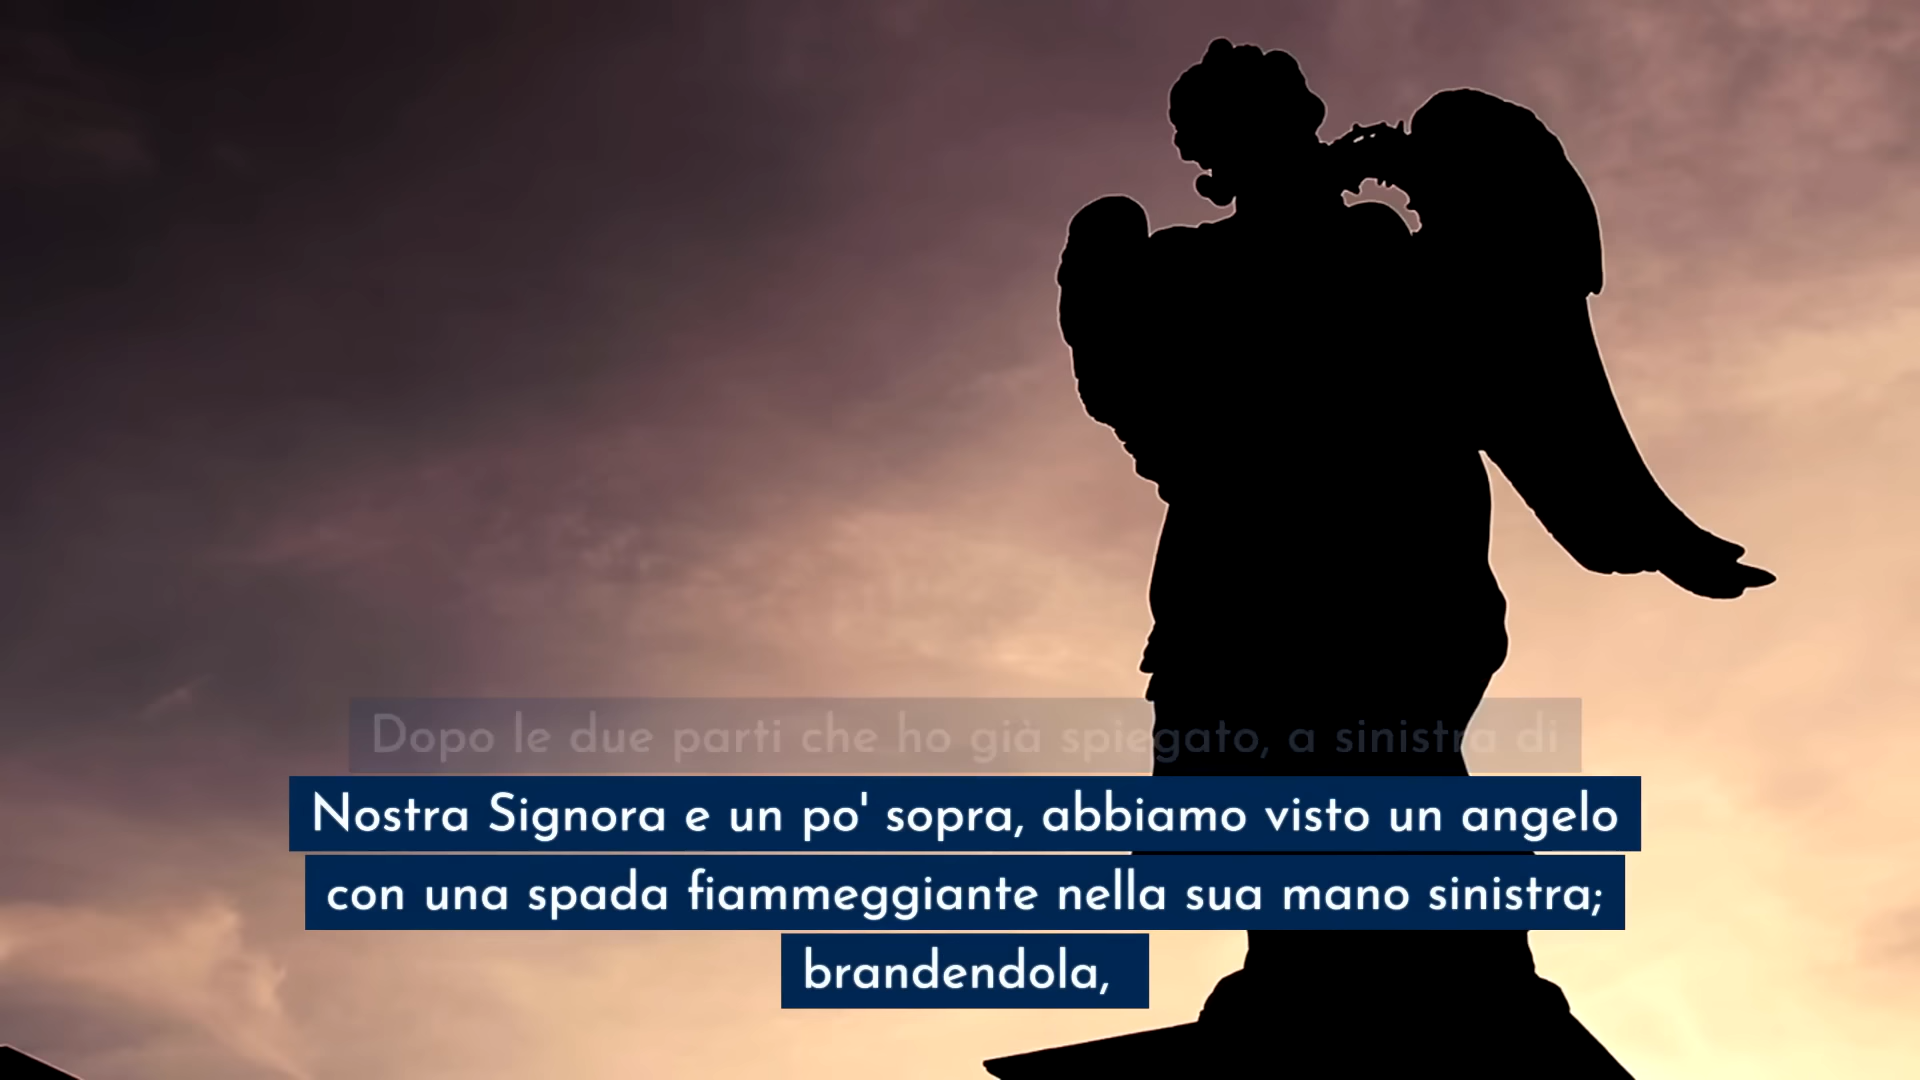 Dopo le due parti che ho già spiegato, a sinistra di
Nostra Signora e un po' sopra, abbiamo visto un angelo
con una spada fiammeggiante nella sua mano sinistra;
brandendola,